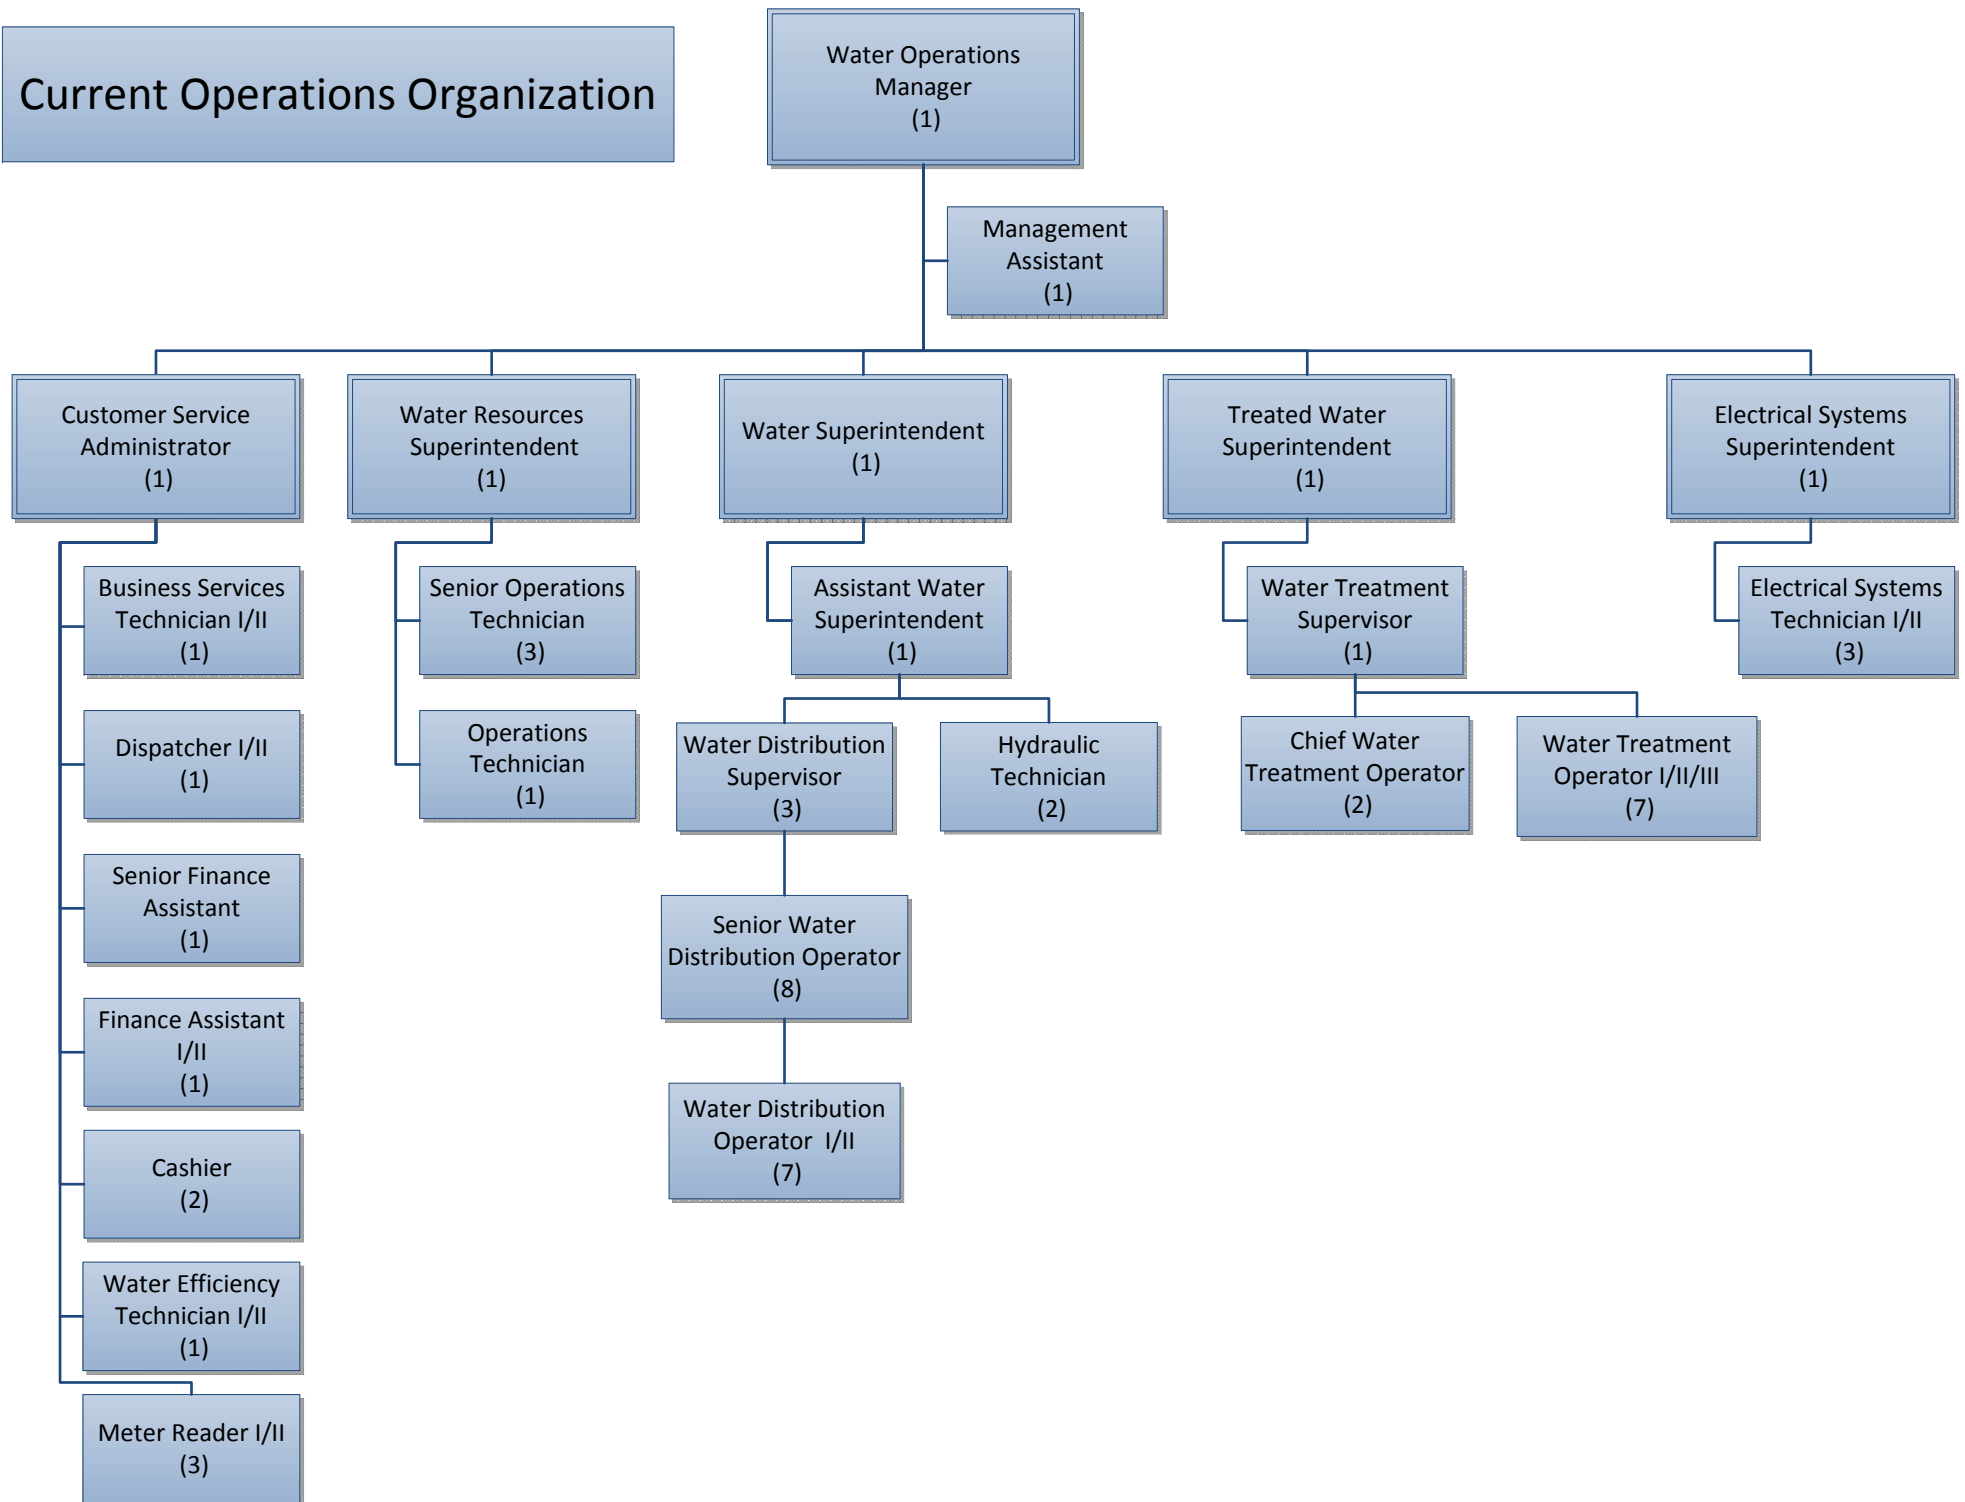 Current Operations Organization
Water Operations
Manager
(1)
Management
Assistant
(1)
Customer Service
Administrator
(1)
Water Resources
Superintendent
(1)
Water Superintendent
(1)
Treated Water
Superintendent
(1)
Electrical Systems
Superintendent
(1)
Business Services
Technician I/II
(1)
Dispatcher I/II
(1)
Senior Finance
Assistant
(1)
Finance Assistant
I/II
(1)
Cashier
(2)
Water Efficiency
Technician I/II
(1)
Meter Reader I/II
(3)
Senior Operations
Technician
(3)
Operations
Technician
(1)
Assistant Water
Superintendent
(1)
Water Distribution
Supervisor
(3)
Hydraulic
Technician
(2)
Senior Water
Distribution Operator
(8)
Water Distribution
Operator  I/II
(7)
Water Treatment
Supervisor
(1)
Chief Water
Treatment Operator
(2)
Water Treatment
Operator I/II/III
(7)
Electrical Systems
Technician I/II
(3)